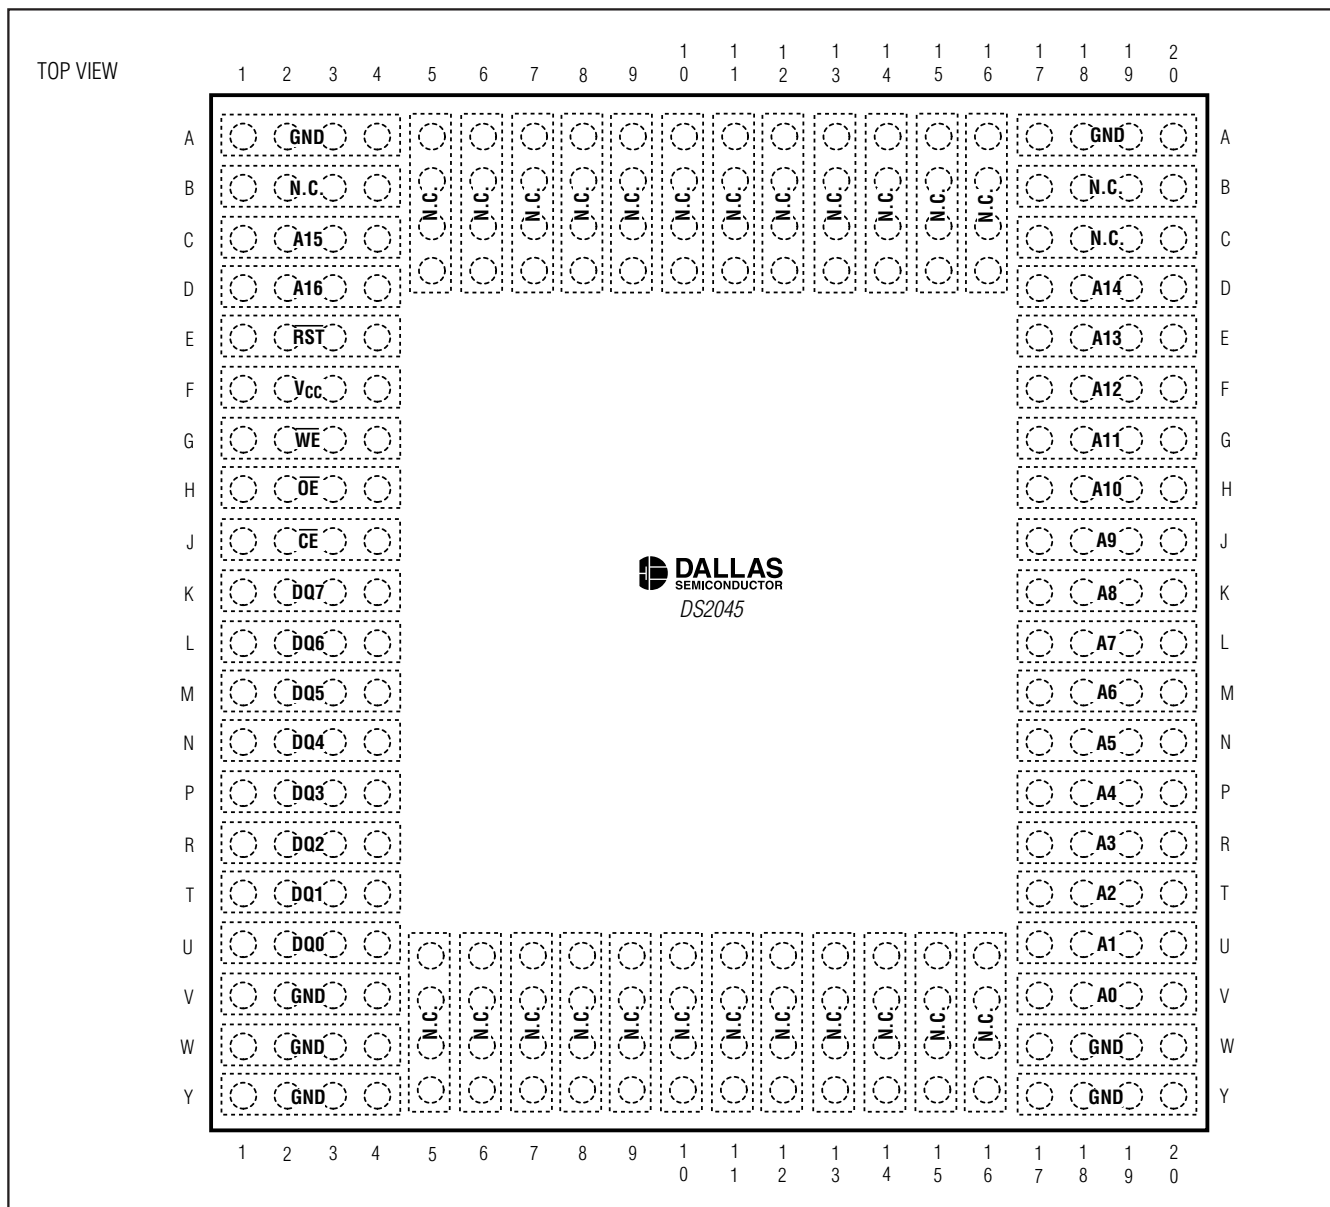 TOP VIEW
1 2 3 4 5 6 7 8 9 10 11 12 13 14 15 16 17 18 19 20
A GND GND A
B N.C. N.C. B
N.C. N.C. N.C. N.C. N.C. N.C. N.C. N.C. N.C. N.C. N.C. N.C.
C A15 N.C. C
D A16 A14 D
E RST A13 E
F VCC A12 F
G WE A11 G
H OE A10 H
J CE A9 J
DALLAS
SEMICONDUCTOR
DS2045
K DQ7 A8 K
L DQ6 A7 L
M DQ5 A6 M
N DQ4 A5 N
P DQ3 A4 P
R DQ2 A3 R
T DQ1 A2 T
U DQ0 A1 U
V GND A0 V
N.C. N.C. N.C. N.C. N.C. N.C. N.C. N.C. N.C. N.C. N.C. N.C.
W GND GND W
Y GND GND Y
1 2 3 4 5 6 7 8 9 10 11 12 13 14 15 16 17 18 19 20